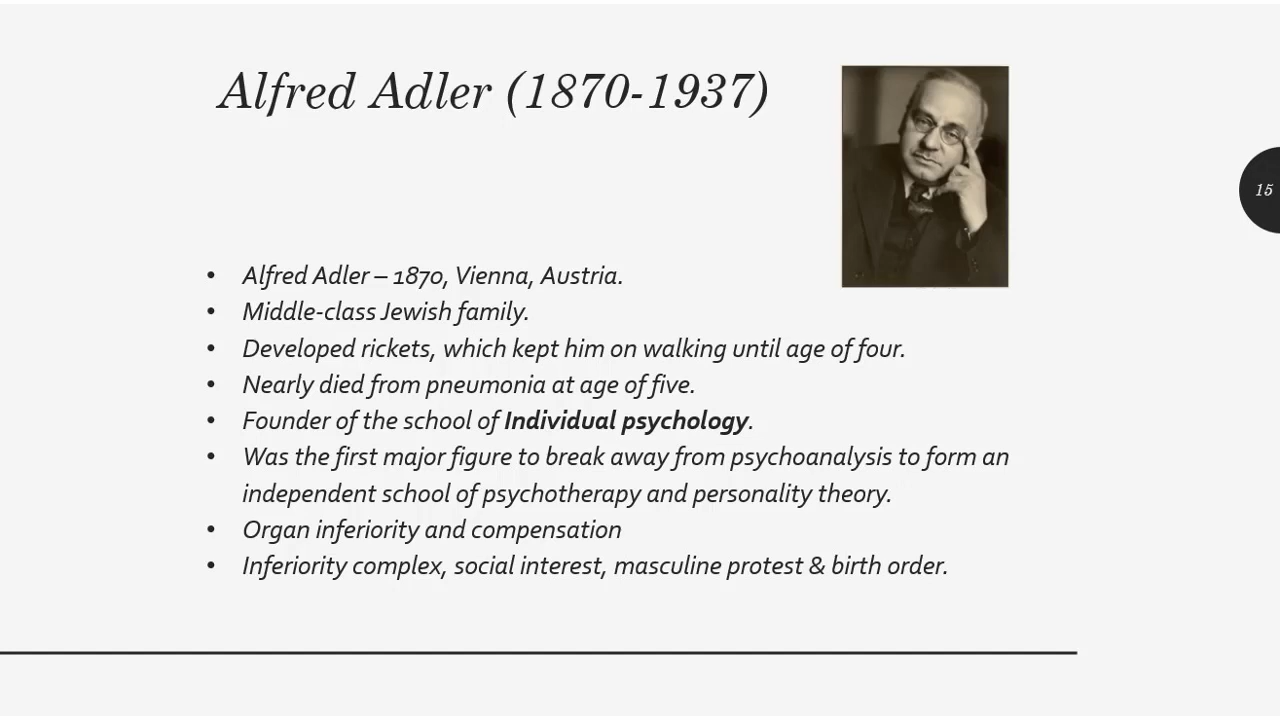 Alfred Adler (1870-1937)
15
• Alfred Adler – 1870, Vienna, Austria.
• Middle-class Jewish family.
• Developed rickets, which kept him on walking until age of four.
• Nearly died from pneumonia at age of five.
• Founder of the school of Individual psychology.
• Was the first major figure to break away from psychoanalysis to form an
independent school of psychotherapy and personality theory.
• Organ inferiority and compensation
• Inferiority complex, social interest, masculine protest & birth order.